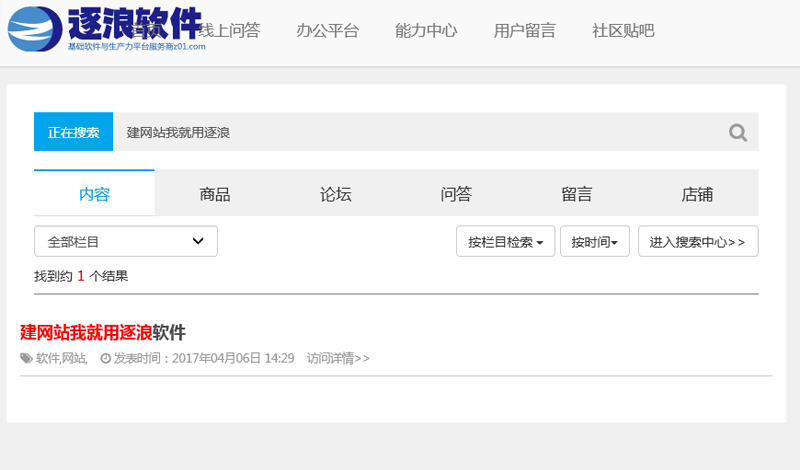 逐浪软件
基础软件与生产力平台服务商z01.com
首页 线上问答 办公平台 能力中心 用户留言 社区贴吧
正在搜索 建网站我就用逐浪
内容 商品 论坛 问答 留言 店铺
全部栏目 按栏目检索 按时间 进入搜索中心>>
找到约 1 个结果
建网站我就用逐浪软件
软件,网站, 发表时间：2017年04月06日 14:29 访问详情>>